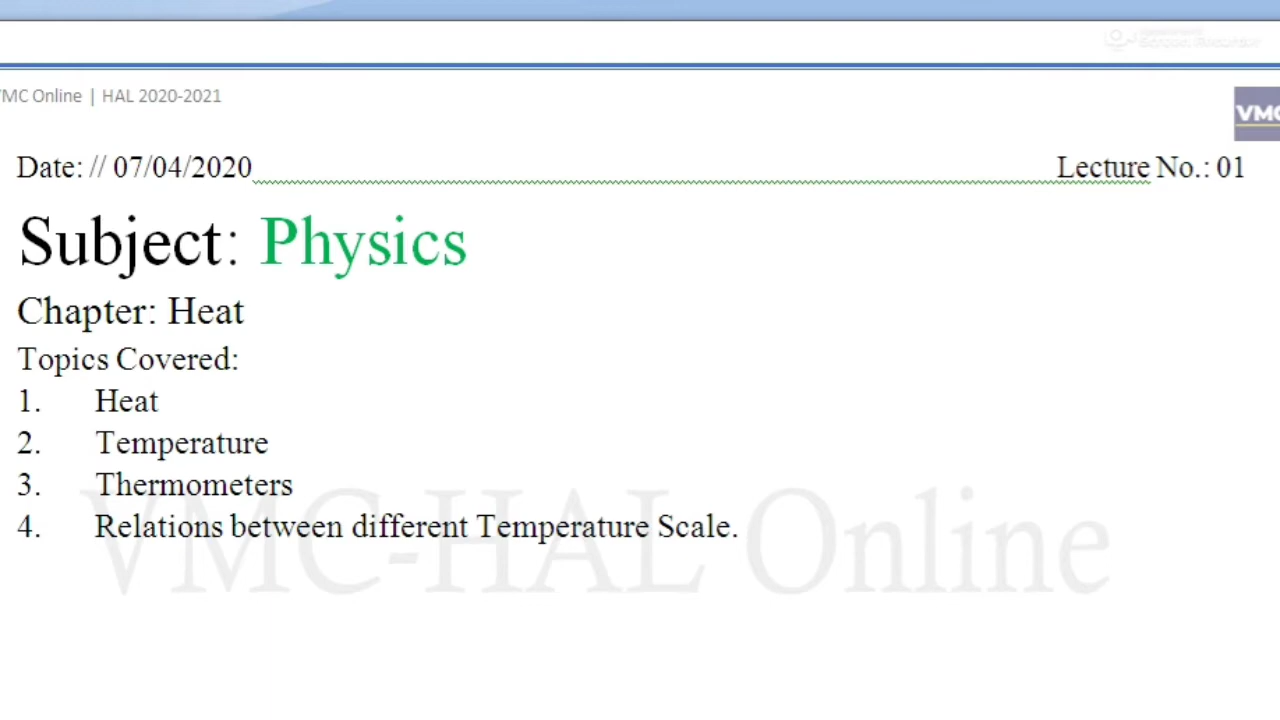 VMC Online | HAL 2020-2021
VMC
Date: // 07/04/2020 Lecture No.: 01
Subject: Physics
Chapter: Heat
Topics Covered:
1. Heat
2. Temperature
3. Thermometers
4. Relations between different Temperature Scale.
VMC-HAL Online